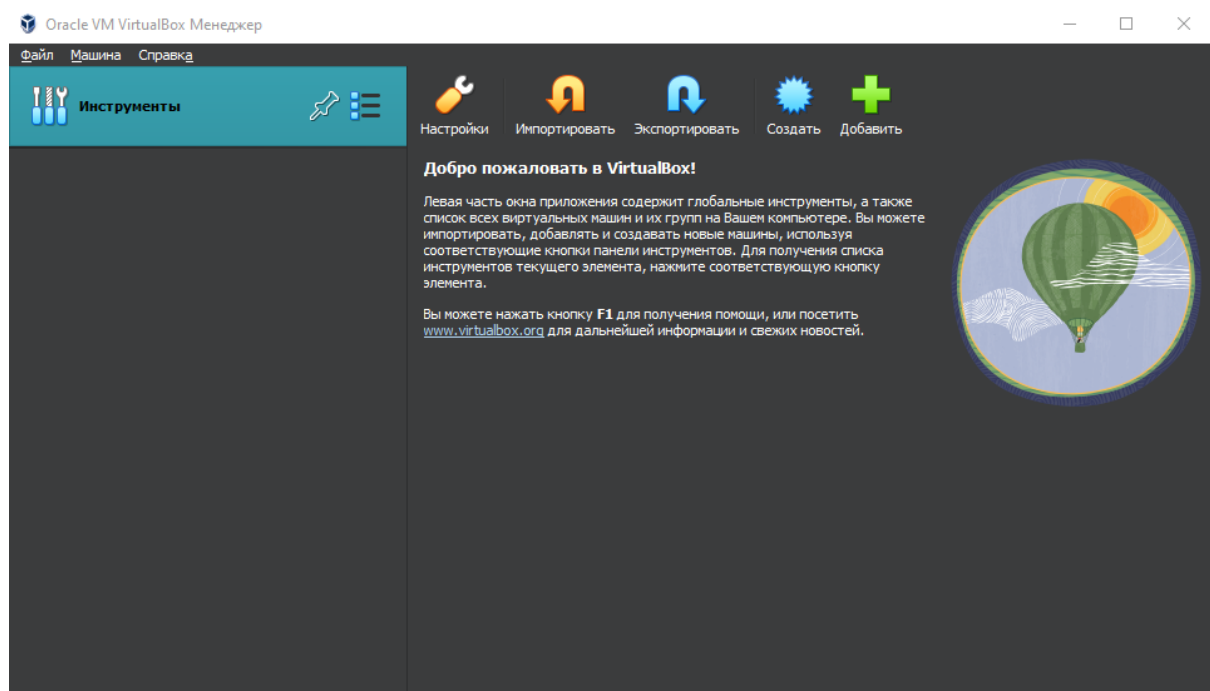 Oracle VM VirtualBox Менеджер
Файл Машина Справка
Инструменты
Настройки Импортировать Экспортировать Создать Добавить
Добро пожаловать в VirtualBox!
Левая часть окна приложения содержит глобальные инструменты, а также
список всех виртуальных машин и их групп на Вашем компьютере. Вы можете
импортировать, добавлять и создавать новые машины, используя
соответствующие кнопки панели инструментов. Для получения списка
инструментов текущего элемента, нажмите соответствующую кнопку
элемента.
Вы можете нажать кнопку F1 для получения помощи, или посетить
www.virtualbox.org для дальнейшей информации и свежих новостей.